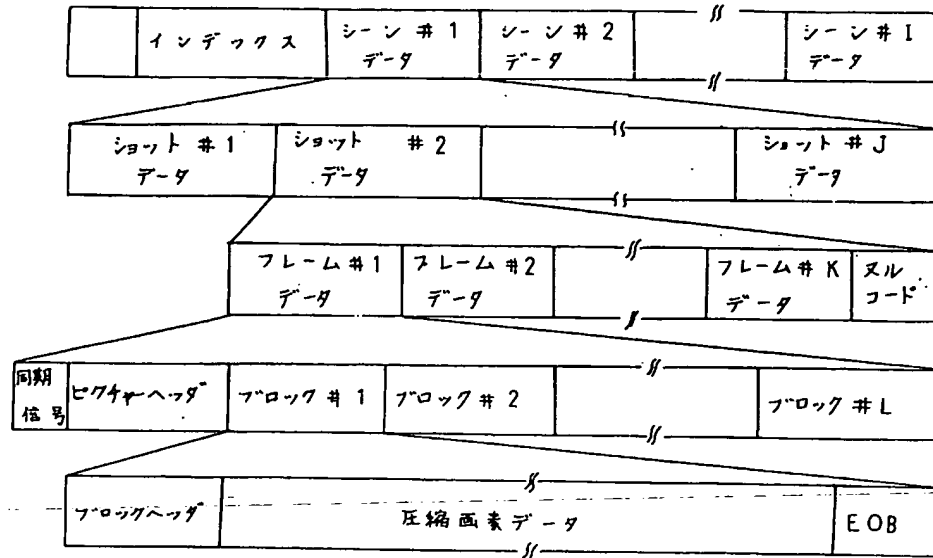 インデックス
シーン#1
データ
シーン#2
データ
シーン#I
データ
ショット #1
データ
ショット #2
データ
ショット#J
データ
フレーム#1
データ
フレーム#2
データ
フレーム#K
データ
ヌル
コード
同期
信号
ピクチャーヘッダ
ブロック#1
ブロック#2
ブロック#L
ブロックヘッダ
圧縮画素データ
EOB